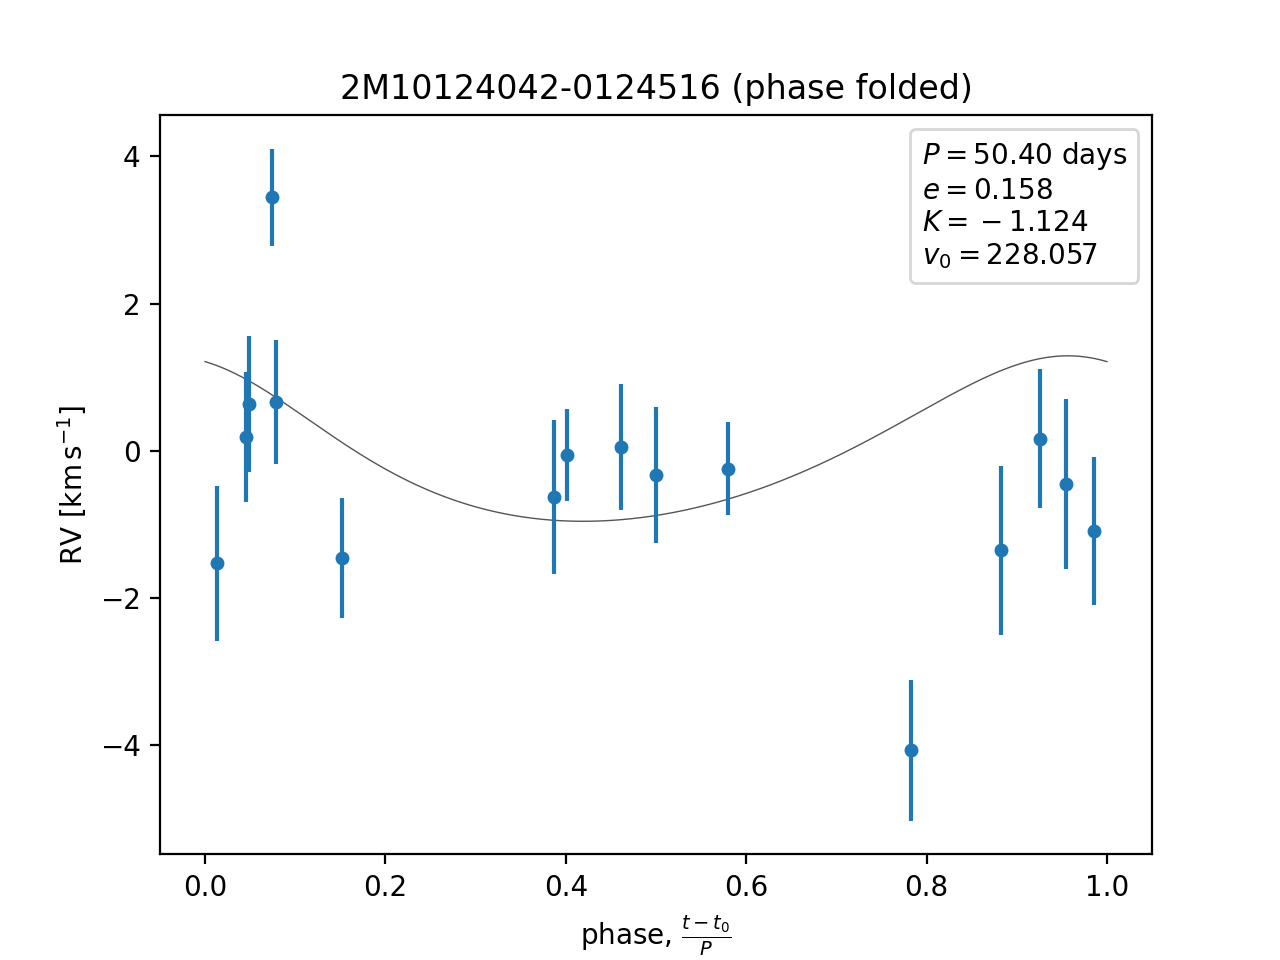 2M10124042-0124516 (phase folded)
P = 50.40 days
e = 0.158
K = −1.124
v₀ = 228.057
4
2
0
−2
−4
RV [km s⁻¹]
0.0 0.2 0.4 0.6 0.8 1.0
phase, (t − t₀)/P